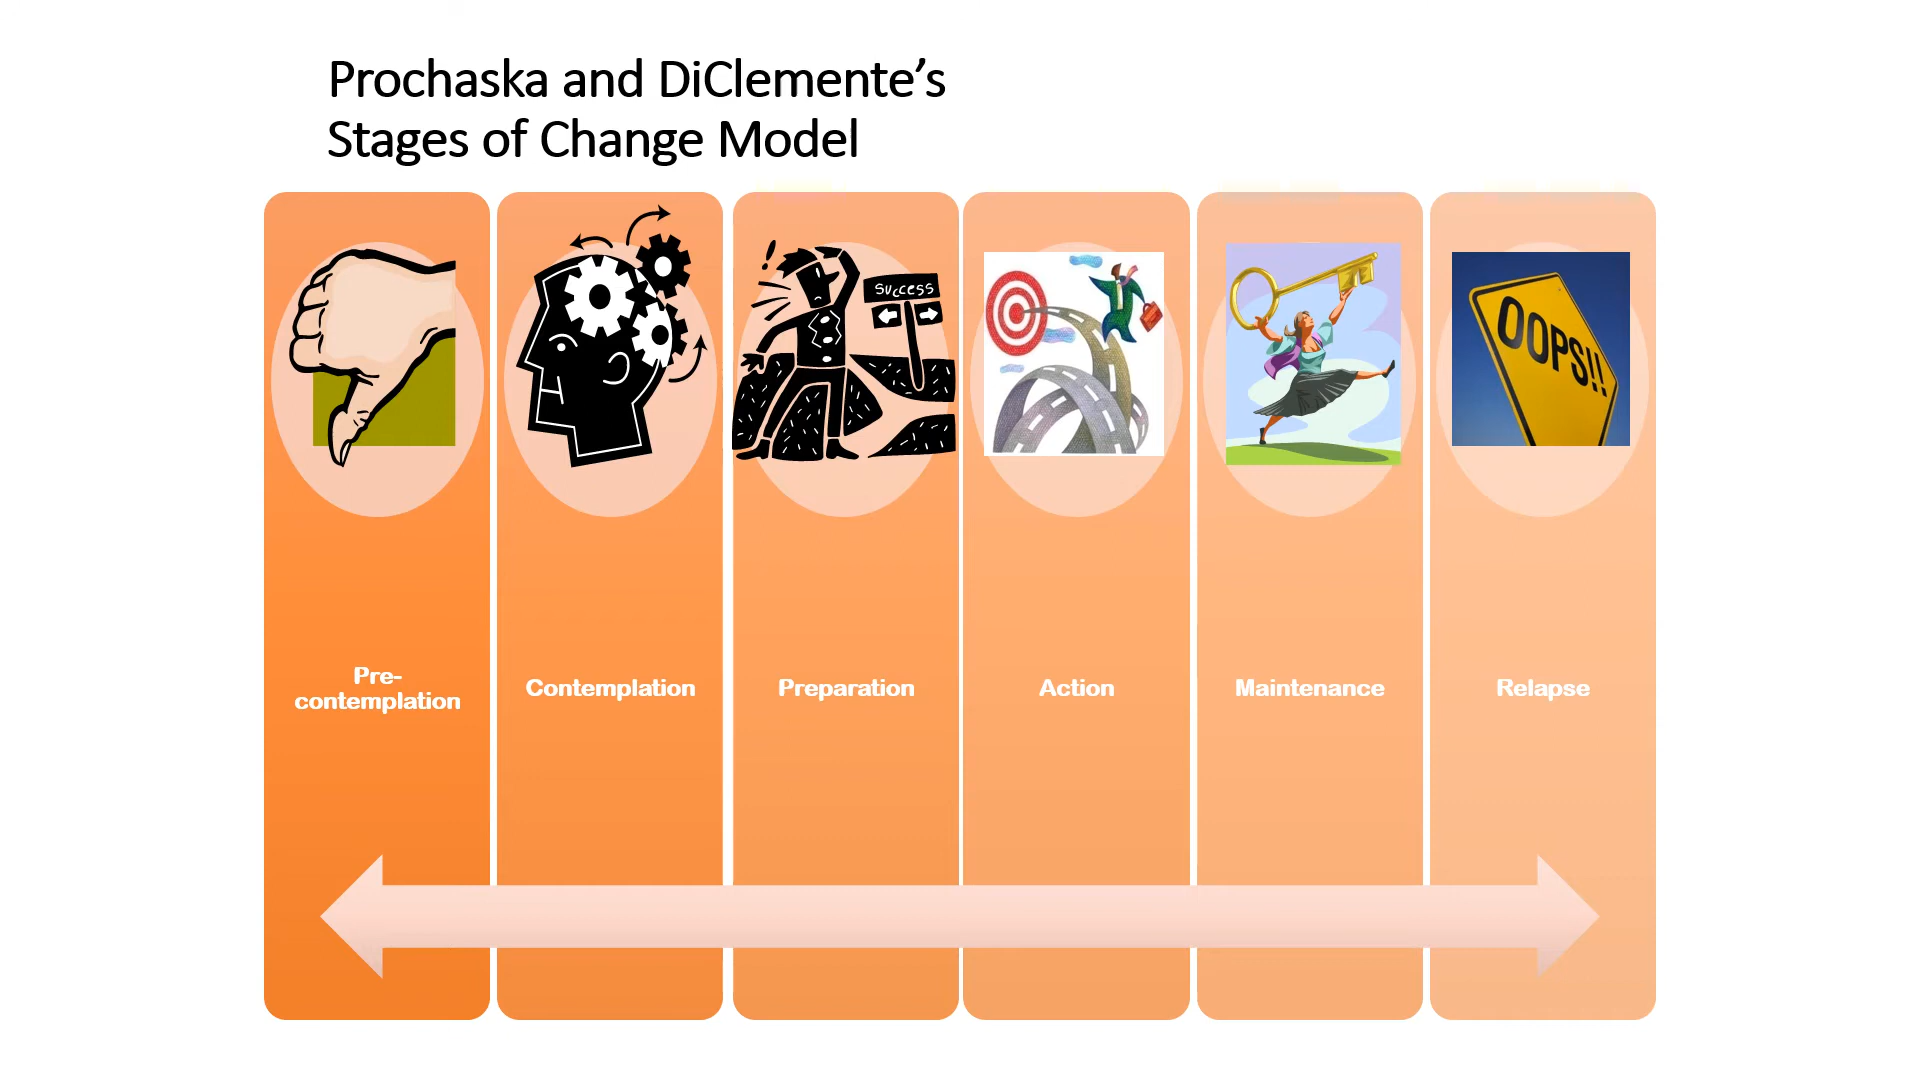 Prochaska and DiClemente’s
Stages of Change Model
!
SUCCESS
OOPS!!
Pre-
contemplation
Contemplation
Preparation
Action
Maintenance
Relapse